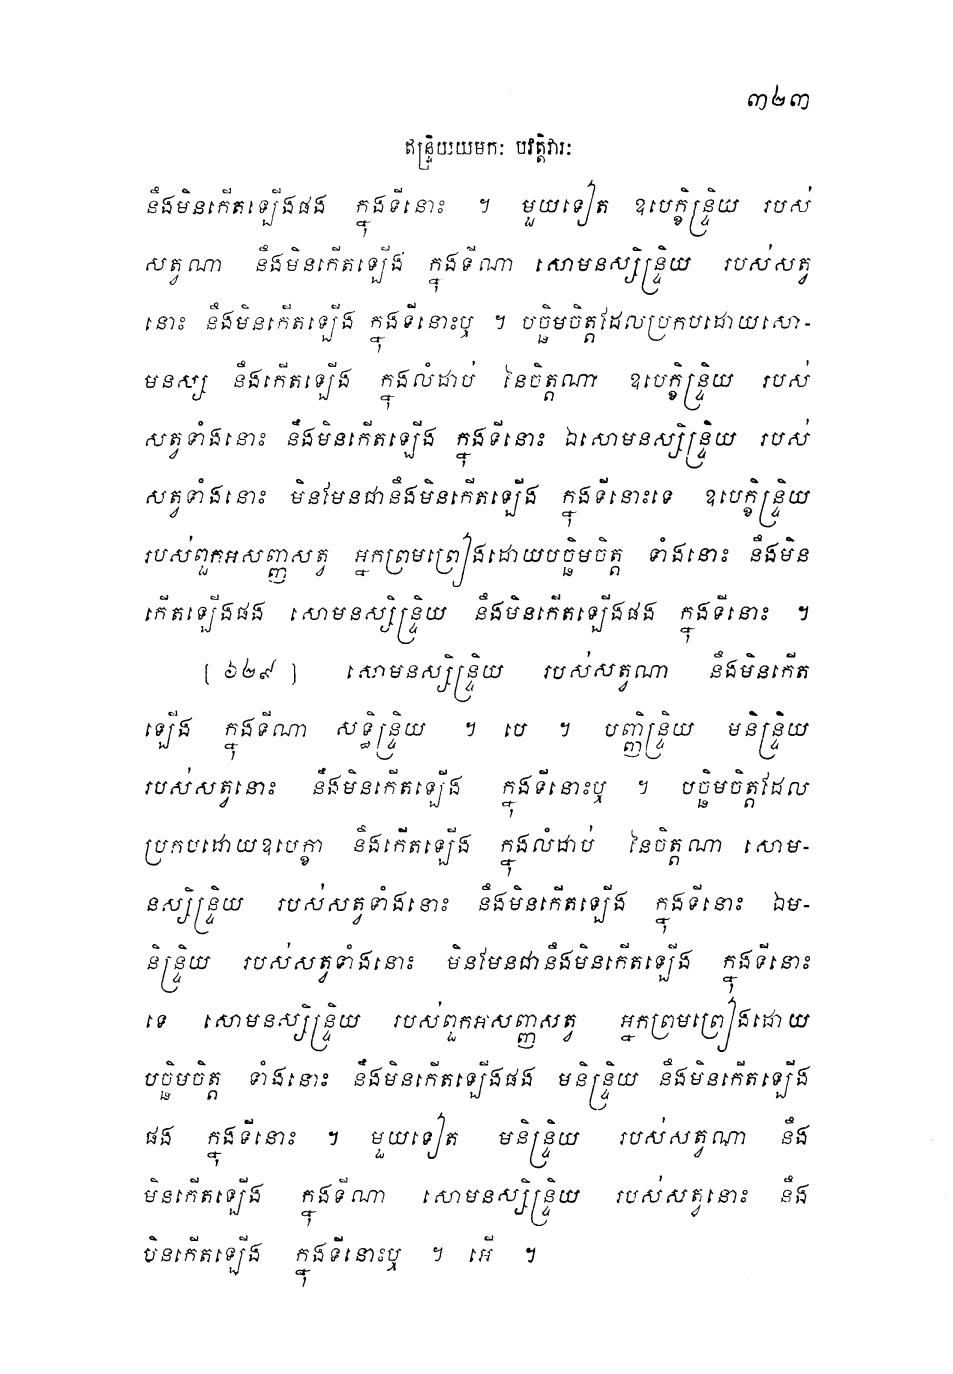 ៣២៣
ឥន្ទ្រិយយមក: បវត្តិវារ:
នឹងមិនកើតឡើងផង ក្នុងទីនោះ ។ មួយទៀត ឧបេក្ខិន្ទ្រិយ របស់
សត្វណា នឹងមិនកើតឡើង ក្នុងទីណា សោមនស្សិន្ទ្រិយ របស់សត្វ
នោះ នឹងមិនកើតឡើង ក្នុងទីនោះឬ ។ បច្ឆិមចិត្តដែលប្រកបដោយសោ-
មនស្ស នឹងកើតឡើង ក្នុងលំដាប់ នៃចិត្តណា ឧបេក្ខិន្ទ្រិយ របស់
សត្វទាំងនោះ នឹងមិនកើតឡើង ក្នុងទីនោះ ឯសោមនស្សិន្ទ្រិយ របស់
សត្វទាំងនោះ មិនមែនជានឹងមិនកើតឡើង ក្នុងទីនោះទេ ឧបេក្ខិន្ទ្រិយ
របស់ពួកអសញ្ញសត្វ អ្នកព្រមព្រៀងដោយបច្ឆិមចិត្ត ទាំងនោះ នឹងមិន
កើតឡើងផង សោមនស្សិន្ទ្រិយ នឹងមិនកើតឡើងផង ក្នុងទីនោះ ។
[ ៦២៩ ] សោមនស្សិន្ទ្រិយ របស់សត្វណា នឹងមិនកើត
ឡើង ក្នុងទីណា សទ្ធិន្ទ្រិយ ។ បេ ។ បញ្ញិន្ទ្រិយ មនិន្ទ្រិយ
របស់សត្វនោះ នឹងមិនកើតឡើង ក្នុងទីនោះឬ ។ បច្ឆិមចិត្តដែល
ប្រកបដោយឧបេក្ខា នឹងកើតឡើង ក្នុងលំដាប់ នៃចិត្តណា សោម-
នស្សិន្ទ្រិយ របស់សត្វទាំងនោះ នឹងមិនកើតឡើង ក្នុងទីនោះ ឯម-
និន្ទ្រិយ របស់សត្វទាំងនោះ មិនមែនជានឹងមិនកើតឡើង ក្នុងទីនោះ
ទេ សោមនស្សិន្ទ្រិយ របស់ពួកអសញ្ញសត្វ អ្នកព្រមព្រៀងដោយ
បច្ឆិមចិត្ត ទាំងនោះ នឹងមិនកើតឡើងផង មនិន្ទ្រិយ នឹងមិនកើតឡើង
ផង ក្នុងទីនោះ ។ មួយទៀត មនិន្ទ្រិយ របស់សត្វណា នឹង
មិនកើតឡើង ក្នុងទីណា សោមនស្សិន្ទ្រិយ របស់សត្វនោះ នឹង
មិនកើតឡើង ក្នុងទីនោះឬ ។ អើ ។